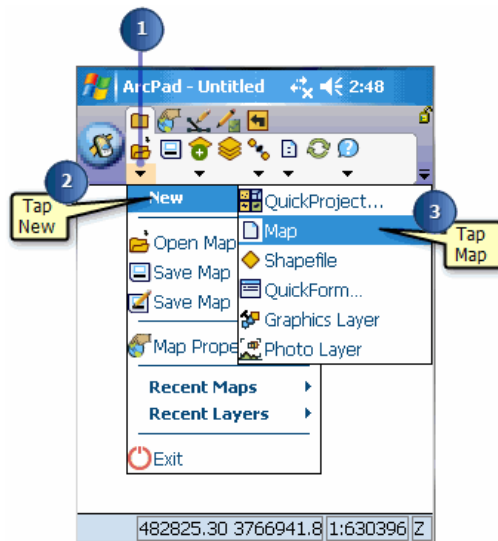 1
ArcPad - Untitled 2:48
2
Tap
New
New
QuickProject...
3
Map
Tap
Map
Open Map
Shapefile
Save Map
QuickForm...
Save Map
Graphics Layer
Map Prope
Photo Layer
Recent Maps
Recent Layers
Exit
482825.30 3766941.8 1:630396 Z